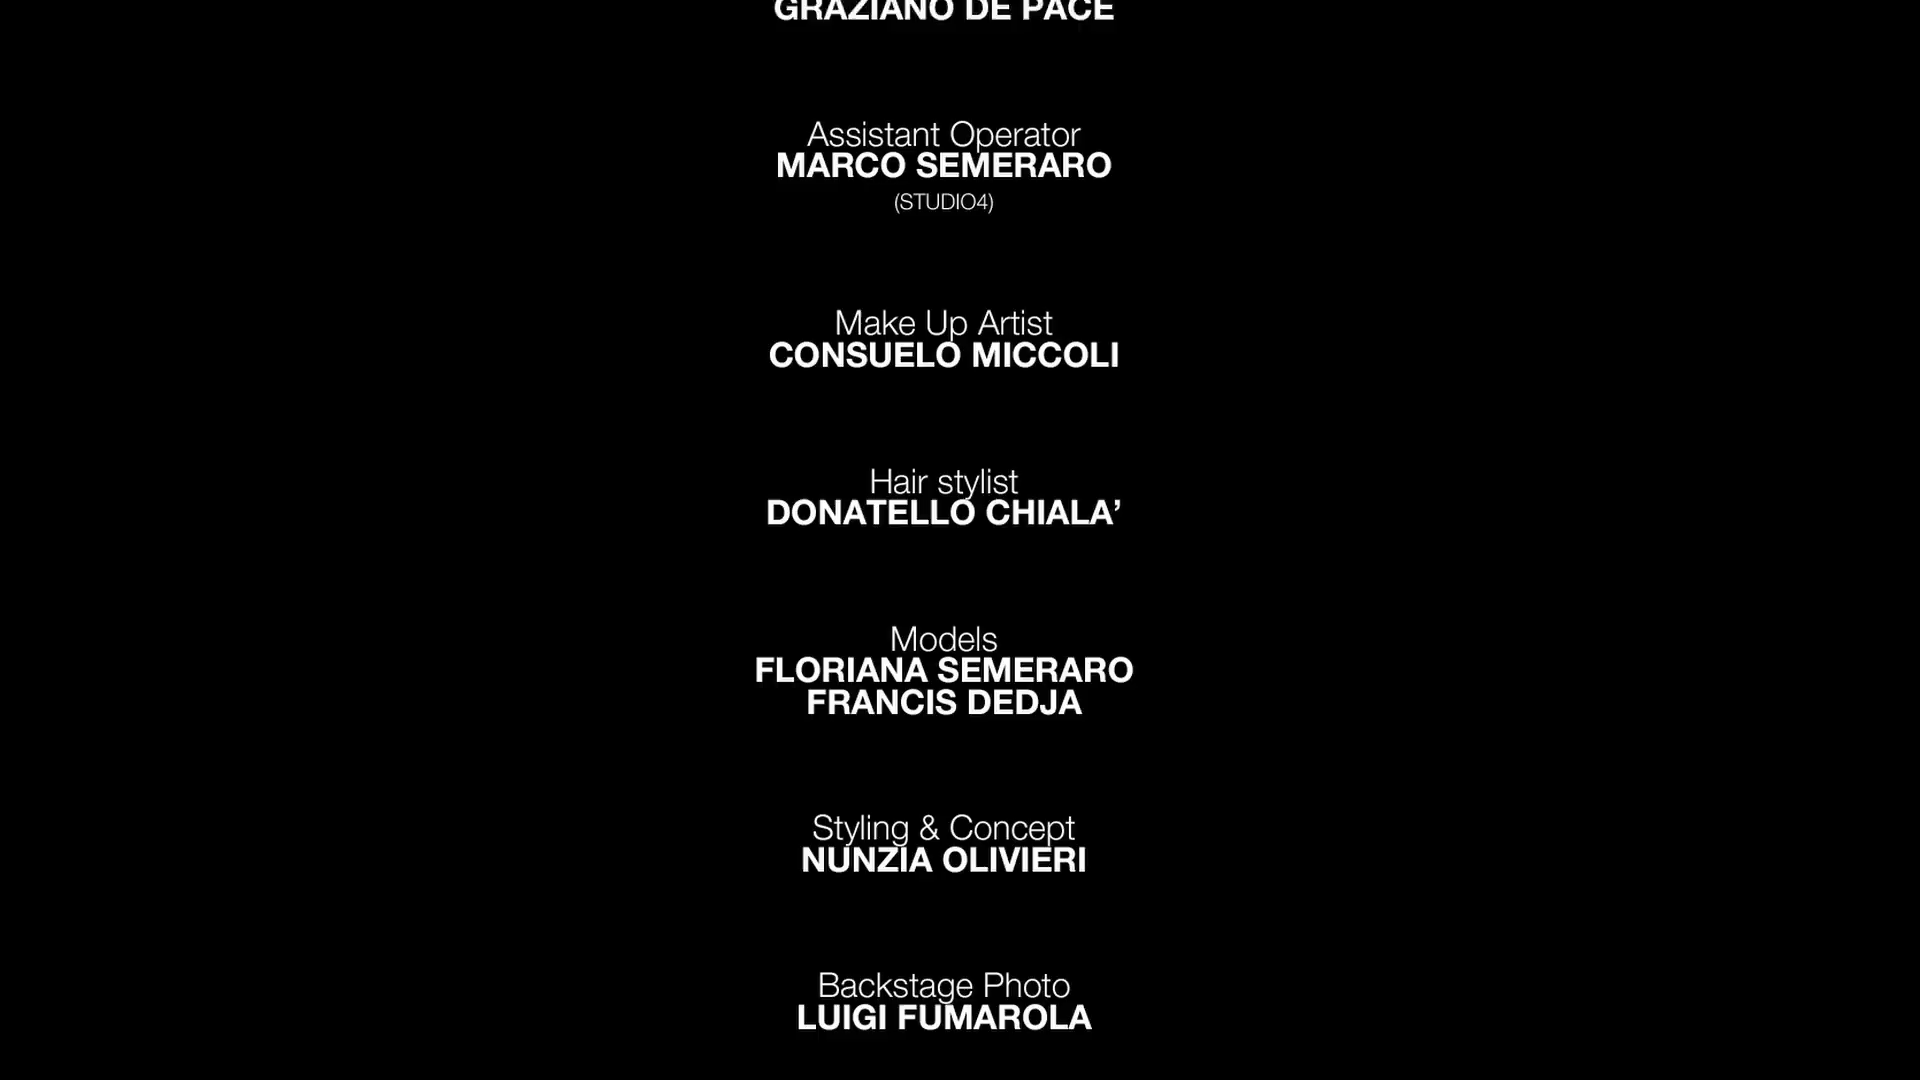 GRAZIANO DE PACE
Assistant Operator
MARCO SEMERARO
(STUDIO4)
Make Up Artist
CONSUELO MICCOLI
Hair stylist
DONATELLO CHIALA’
Models
FLORIANA SEMERARO
FRANCIS DEDJA
Styling & Concept
NUNZIA OLIVIERI
Backstage Photo
LUIGI FUMAROLA